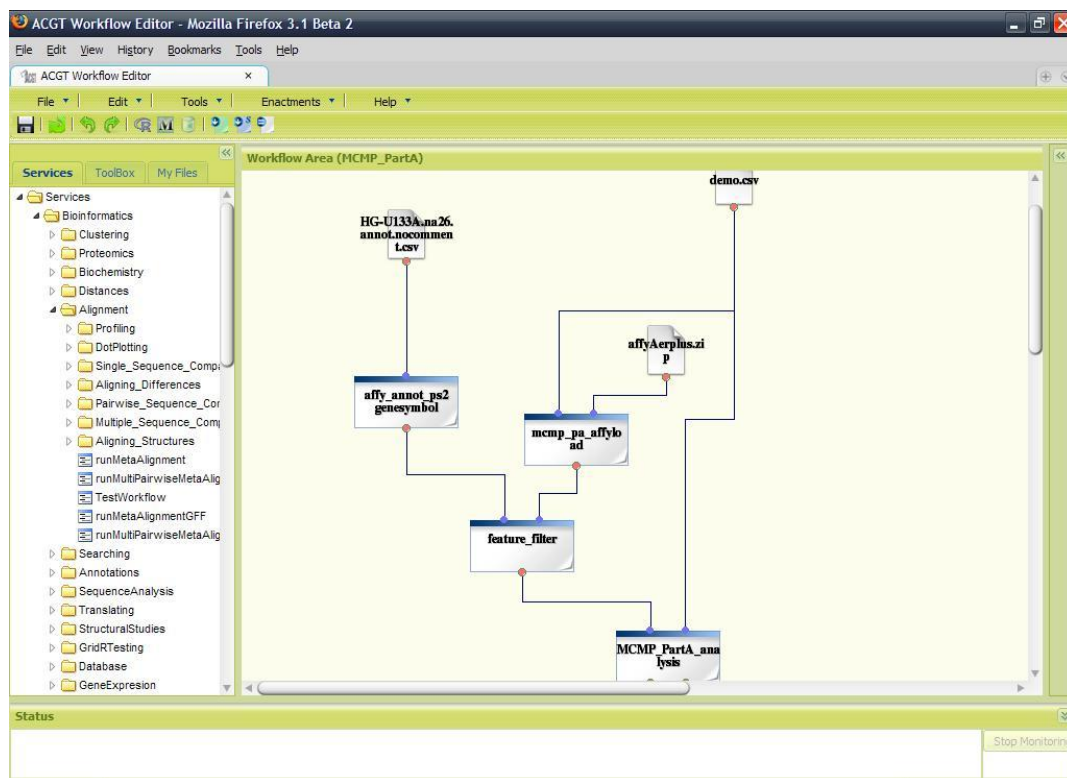 ACGT Workflow Editor - Mozilla Firefox 3.1 Beta 2
File Edit View History Bookmarks Tools Help
ACGT Workflow Editor
File Edit Tools Enactments Help
Services ToolBox My Files
Services
Bioinformatics
Clustering
Proteomics
Biochemistry
Distances
Alignment
Profiling
DotPlotting
Single_Sequence_Compa
Aligning_Differences
Pairwise_Sequence_Cor
Multiple_Sequence_Comp
Aligning_Structures
runMetaAlignment
runMultiPairwiseMetaAlig
TestWorkflow
runMetaAlignmentGFF
runMultiPairwiseMetaAlig
Searching
Annotations
SequenceAnalysis
Translating
StructuralStudies
GridRTesting
Database
GeneExpresion
Workflow Area (MCMP_PartA)
demo.csv
HG-U133A.na26.
annot.nocommen
t.csv
affyAerplus.zi
p
affy_annot_ps2
genesymbol
mcmp_pa_affylo
ad
feature_filter
MCMP_PartA_ana
lysis
Status
Stop Monitoring